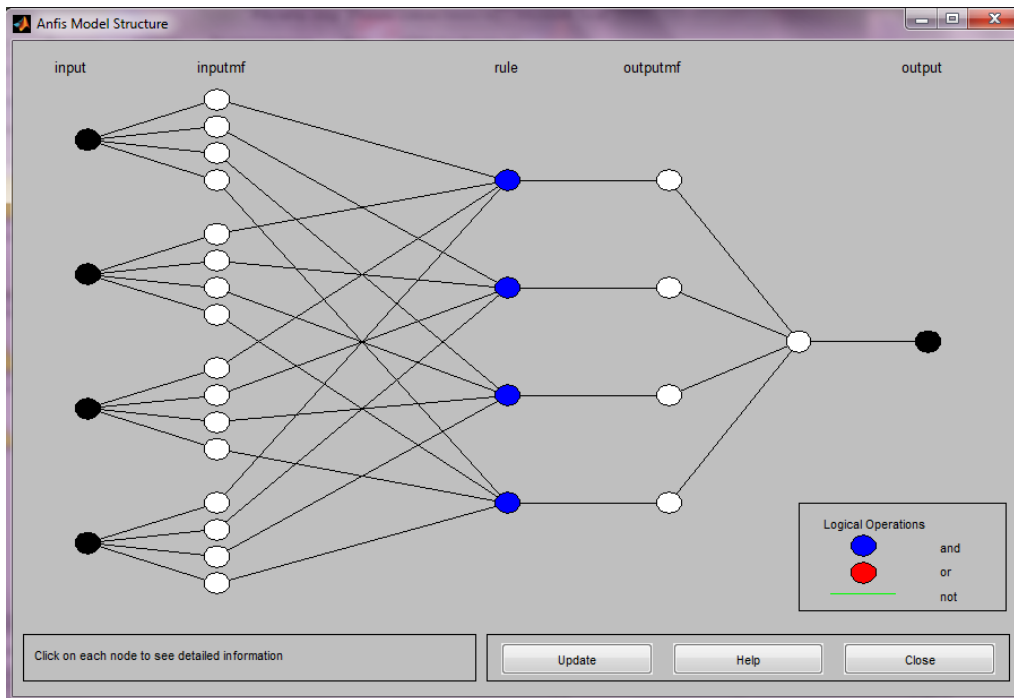 Anfis Model Structure
input inputmf rule outputmf output
Logical Operations
and
or
not
Click on each node to see detailed information
Update Help Close